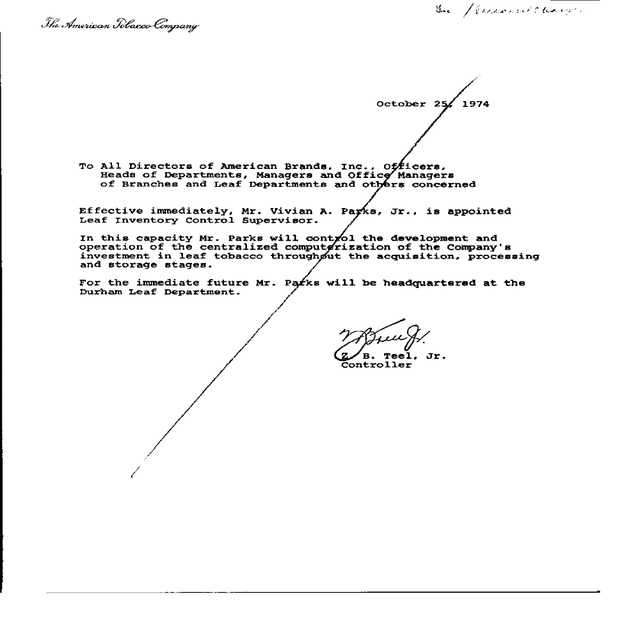 The American Tobacco Company
October 25, 1974
To All Directors of American Brands, Inc., Officers,
Heads of Departments, Managers and Office Managers
of Branches and Leaf Departments and others concerned
Effective immediately, Mr. Vivian A. Parks, Jr., is appointed
Leaf Inventory Control Supervisor.
In this capacity Mr. Parks will control the development and
operation of the centralized computerization of the Company's
investment in leaf tobacco throughout the acquisition, processing
and storage stages.
For the immediate future Mr. Parks will be headquartered at the
Durham Leaf Department.
Z. B. Teel, Jr.
Controller